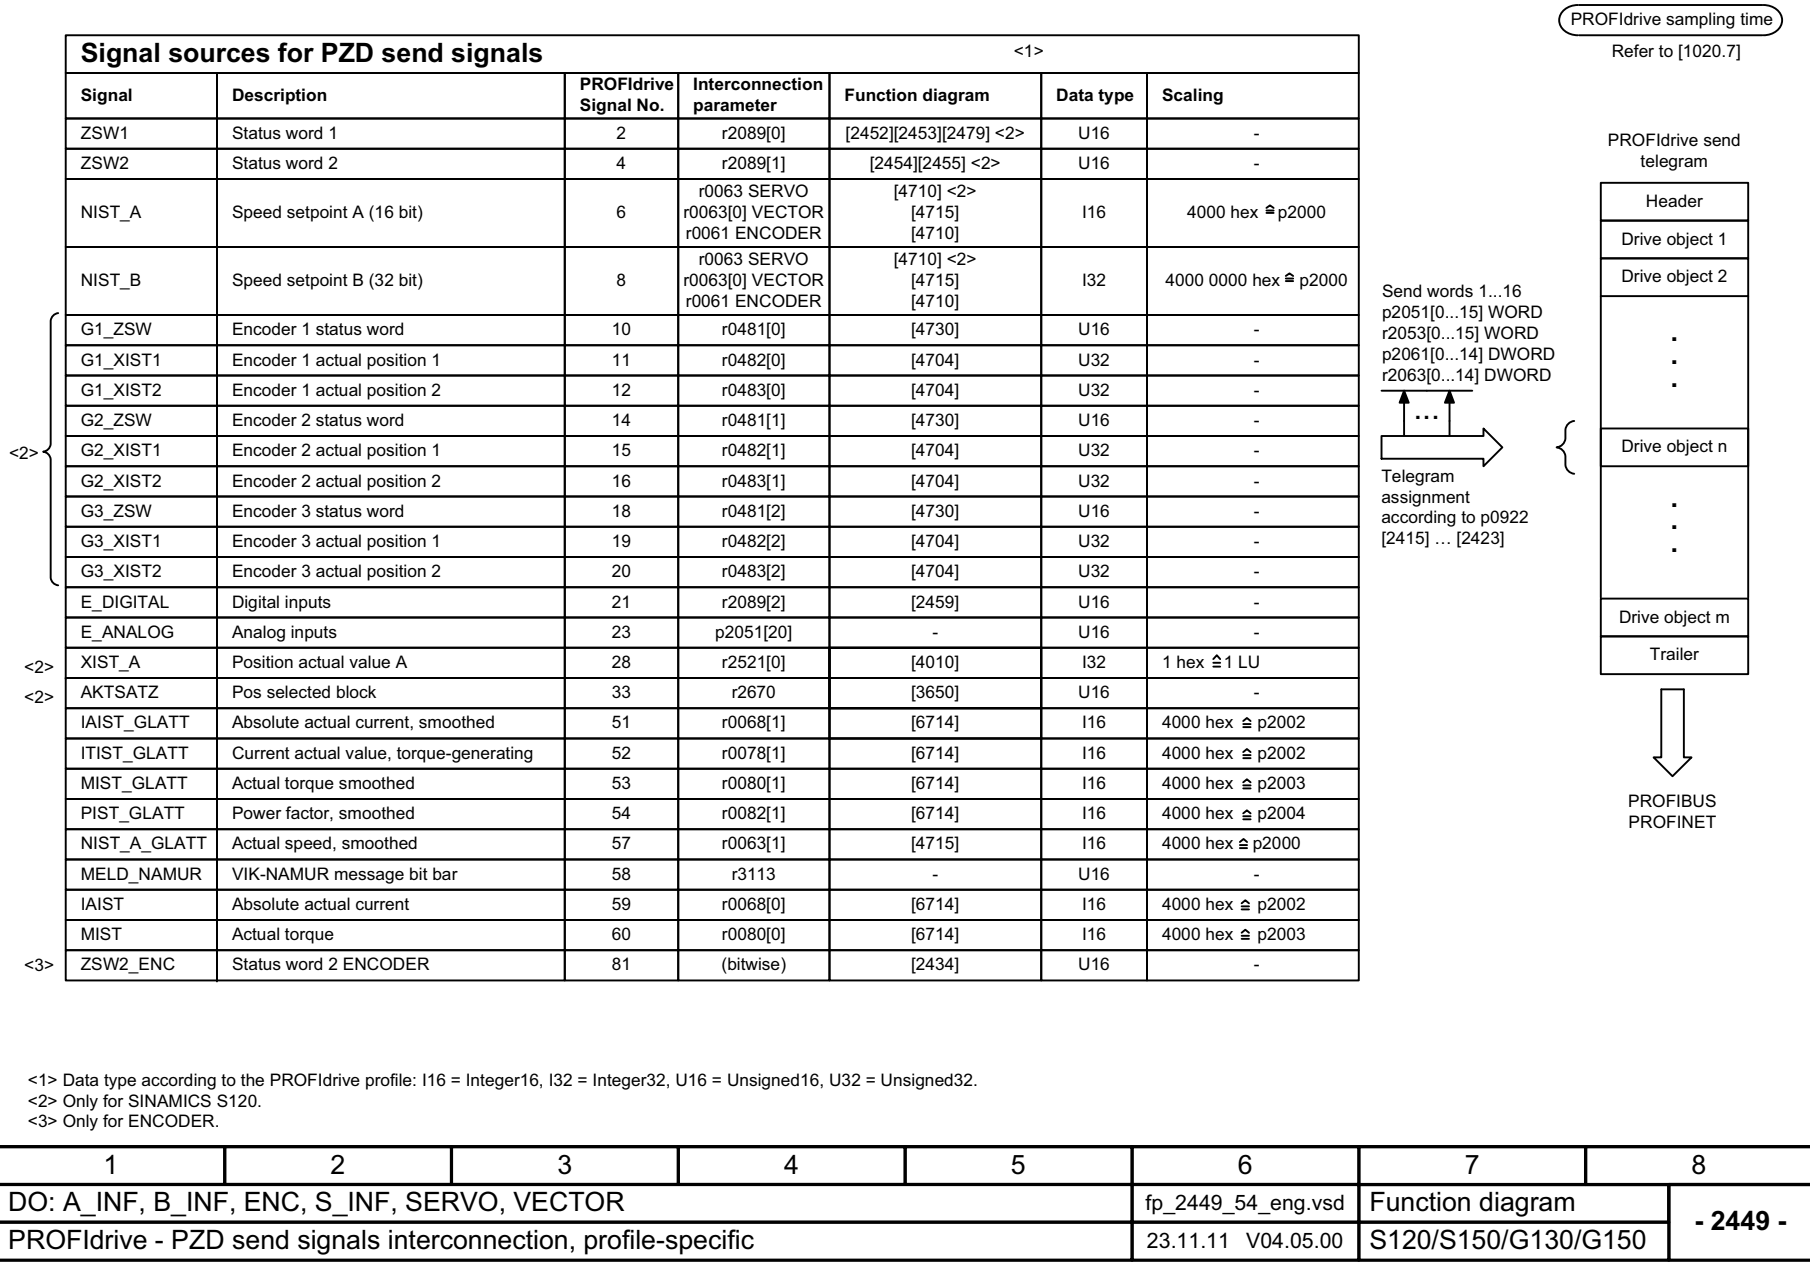 PROFIdrive sampling time
Refer to [1020.7]
Signal sources for PZD send signals <1>
Signal Description PROFIdrive Signal No. Interconnection parameter Function diagram Data type Scaling
ZSW1 Status word 1 2 r2089[0] [2452][2453][2479] <2> U16 -
ZSW2 Status word 2 4 r2089[1] [2454][2455] <2> U16 -
NIST_A Speed setpoint A (16 bit) 6 r0063 SERVO r0063[0] VECTOR r0061 ENCODER [4710] <2> [4715] [4710] I16 4000 hex ≙ p2000
NIST_B Speed setpoint B (32 bit) 8 r0063 SERVO r0063[0] VECTOR r0061 ENCODER [4710] <2> [4715] [4710] I32 4000 0000 hex ≙ p2000
<2>
G1_ZSW Encoder 1 status word 10 r0481[0] [4730] U16 -
G1_XIST1 Encoder 1 actual position 1 11 r0482[0] [4704] U32 -
G1_XIST2 Encoder 1 actual position 2 12 r0483[0] [4704] U32 -
G2_ZSW Encoder 2 status word 14 r0481[1] [4730] U16 -
G2_XIST1 Encoder 2 actual position 1 15 r0482[1] [4704] U32 -
G2_XIST2 Encoder 2 actual position 2 16 r0483[1] [4704] U32 -
G3_ZSW Encoder 3 status word 18 r0481[2] [4730] U16 -
G3_XIST1 Encoder 3 actual position 1 19 r0482[2] [4704] U32 -
G3_XIST2 Encoder 3 actual position 2 20 r0483[2] [4704] U32 -
E_DIGITAL Digital inputs 21 r2089[2] [2459] U16 -
E_ANALOG Analog inputs 23 p2051[20] - U16 -
<2> XIST_A Position actual value A 28 r2521[0] [4010] I32 1 hex ≙ 1 LU
<2> AKTSATZ Pos selected block 33 r2670 [3650] U16 -
IAIST_GLATT Absolute actual current, smoothed 51 r0068[1] [6714] I16 4000 hex ≙ p2002
ITIST_GLATT Current actual value, torque-generating 52 r0078[1] [6714] I16 4000 hex ≙ p2002
MIST_GLATT Actual torque smoothed 53 r0080[1] [6714] I16 4000 hex ≙ p2003
PIST_GLATT Power factor, smoothed 54 r0082[1] [6714] I16 4000 hex ≙ p2004
NIST_A_GLATT Actual speed, smoothed 57 r0063[1] [4715] I16 4000 hex ≙ p2000
MELD_NAMUR VIK-NAMUR message bit bar 58 r3113 - U16 -
IAIST Absolute actual current 59 r0068[0] [6714] I16 4000 hex ≙ p2002
MIST Actual torque 60 r0080[0] [6714] I16 4000 hex ≙ p2003
<3> ZSW2_ENC Status word 2 ENCODER 81 (bitwise) [2434] U16 -
Send words 1...16
p2051[0...15] WORD
r2053[0...15] WORD
p2061[0...14] DWORD
r2063[0...14] DWORD
...
Telegram
assignment
according to p0922
[2415] … [2423]
PROFIdrive send
telegram
Header
Drive object 1
Drive object 2
.
.
.
Drive object n
.
.
.
Drive object m
Trailer
PROFIBUS
PROFINET
<1> Data type according to the PROFIdrive profile: I16 = Integer16, I32 = Integer32, U16 = Unsigned16, U32 = Unsigned32.
<2> Only for SINAMICS S120.
<3> Only for ENCODER.
1 2 3 4 5 6 7 8
DO: A_INF, B_INF, ENC, S_INF, SERVO, VECTOR fp_2449_54_eng.vsd Function diagram
PROFIdrive - PZD send signals interconnection, profile-specific 23.11.11 V04.05.00 S120/S150/G130/G150
- 2449 -